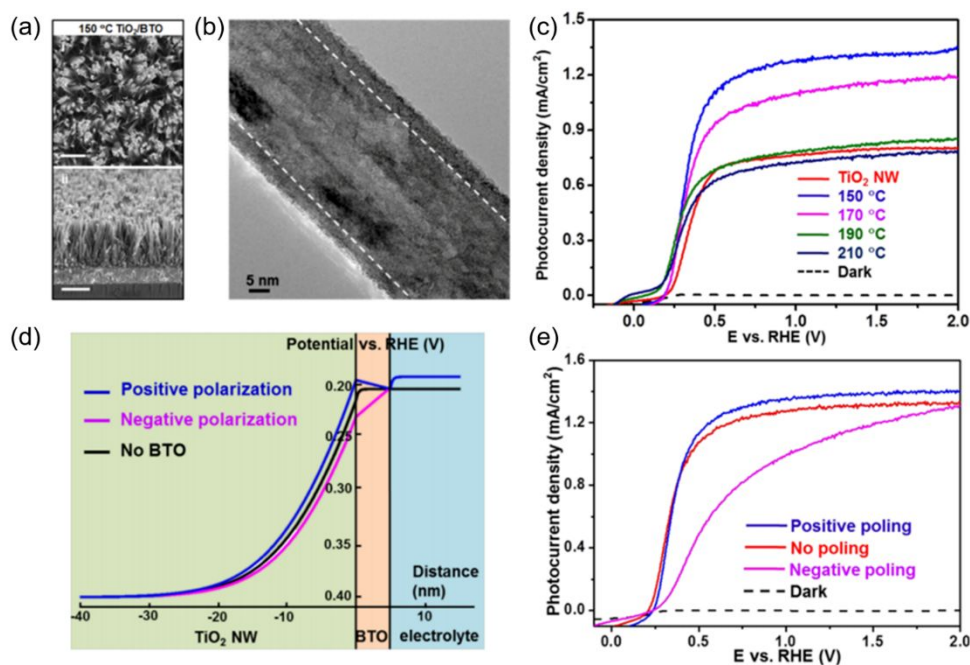 (a)
150 °C TiO₂/BTO
i
ii
(b)
5 nm
(c)
Photocurrent density (mA/cm²)
1.5
1.2
0.9
0.6
0.3
0.0
TiO₂ NW
150 °C
170 °C
190 °C
210 °C
Dark
0.0 0.5 1.0 1.5 2.0
E vs. RHE (V)
(d)
Potential vs. RHE (V)
Positive polarization
Negative polarization
No BTO
0.20
0.25
0.30
0.35
0.40
Distance
(nm)
-40 -30 -20 -10 10
TiO₂ NW BTO electrolyte
(e)
Photocurrent density (mA/cm²)
1.6
1.2
0.8
0.4
0.0
Positive poling
No poling
Negative poling
Dark
0.0 0.5 1.0 1.5 2.0
E vs. RHE (V)